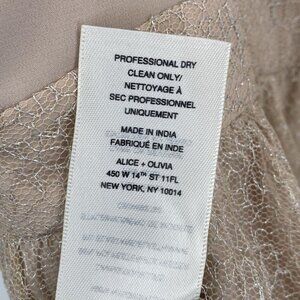 PROFESSIONAL DRY
CLEAN ONLY/
NETTOYAGE À
SEC PROFESSIONNEL
UNIQUEMENT
MADE IN INDIA
FABRIQUÉ EN INDE
ALICE + OLIVIA
450 W 14TH ST 11FL
NEW YORK, NY 10014